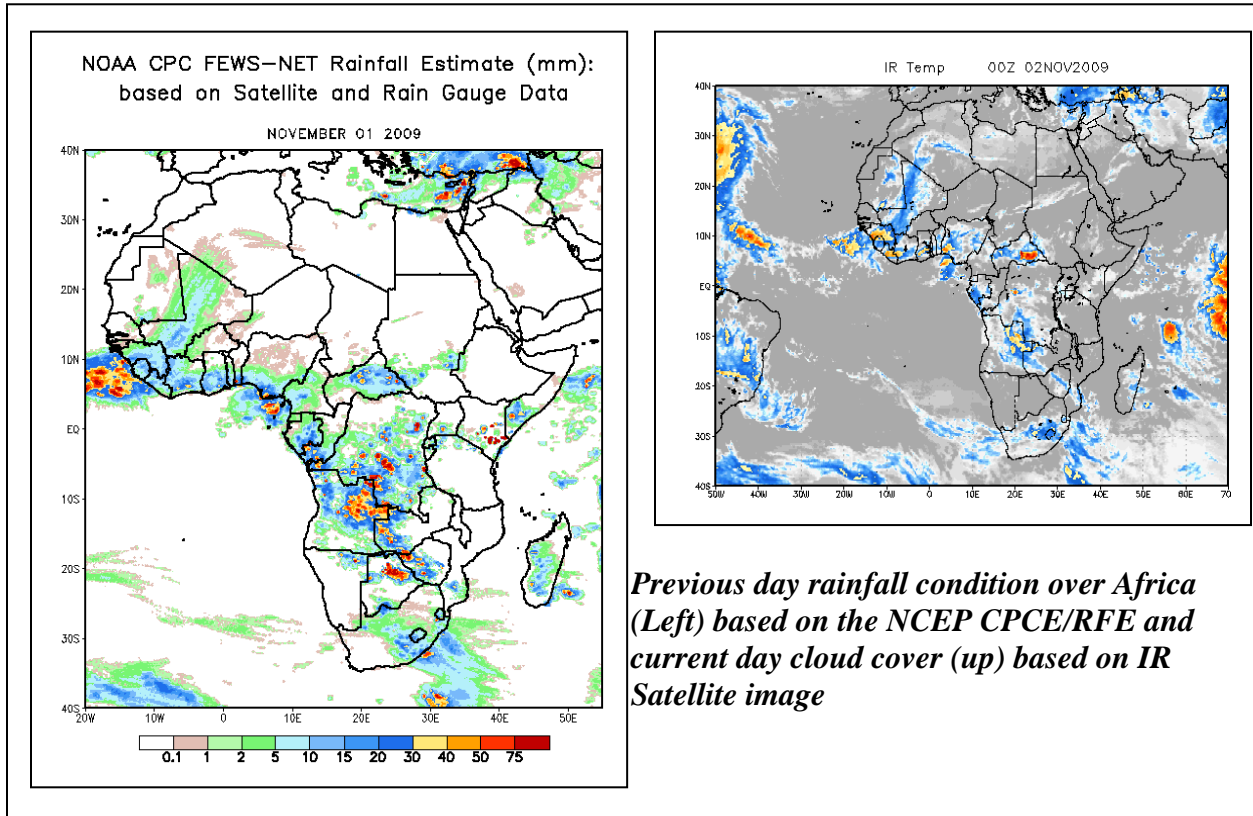 NOAA CPC FEWS-NET Rainfall Estimate (mm):
based on Satellite and Rain Gauge Data
NOVEMBER 01 2009
40N
30N
20N
10N
EQ
10S
20S
30S
40S
20W 10W 0 10E 20E 30E 40E 50E
0.1 1 2 5 10 15 20 30 40 50 75
IR Temp 00Z 02NOV2009
40N
30N
20N
10N
EQ
10S
20S
30S
40S
50W 40W 30W 20W 10W 0 10E 20E 30E 40E 50E 60E 70
Previous day rainfall condition over Africa
(Left) based on the NCEP CPCE/RFE and
current day cloud cover (up) based on IR
Satellite image